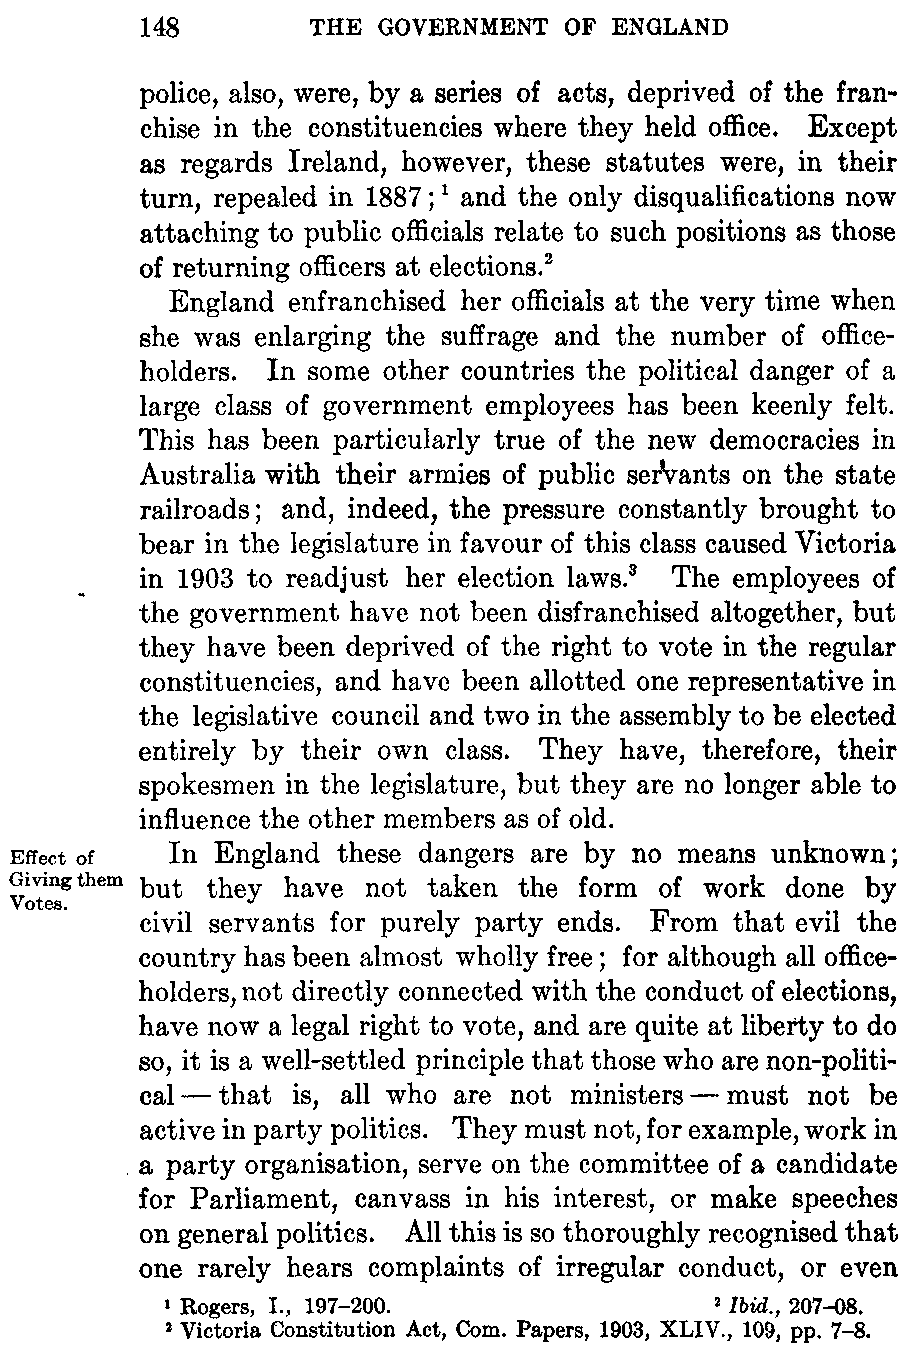 148 THE GOVERNMENT OF ENGLAND
police, also, were, by a series of acts, deprived of the fran-
chise in the constituencies where they held office. Except
as regards Ireland, however, these statutes were, in their
turn, repealed in 1887;¹ and the only disqualifications now
attaching to public officials relate to such positions as those
of returning officers at elections.²
England enfranchised her officials at the very time when
she was enlarging the suffrage and the number of office-
holders. In some other countries the political danger of a
large class of government employees has been keenly felt.
This has been particularly true of the new democracies in
Australia with their armies of public servants on the state
railroads; and, indeed, the pressure constantly brought to
bear in the legislature in favour of this class caused Victoria
in 1903 to readjust her election laws.³ The employees of
the government have not been disfranchised altogether, but
they have been deprived of the right to vote in the regular
constituencies, and have been allotted one representative in
the legislative council and two in the assembly to be elected
entirely by their own class. They have, therefore, their
spokesmen in the legislature, but they are no longer able to
influence the other members as of old.
Effect of
Giving them
Votes.
In England these dangers are by no means unknown;
but they have not taken the form of work done by
civil servants for purely party ends. From that evil the
country has been almost wholly free; for although all office-
holders, not directly connected with the conduct of elections,
have now a legal right to vote, and are quite at liberty to do
so, it is a well-settled principle that those who are non-politi-
cal — that is, all who are not ministers — must not be
active in party politics. They must not, for example, work in
a party organisation, serve on the committee of a candidate
for Parliament, canvass in his interest, or make speeches
on general politics. All this is so thoroughly recognised that
one rarely hears complaints of irregular conduct, or even
¹ Rogers, I., 197–200. ² Ibid., 207–08.
³ Victoria Constitution Act, Com. Papers, 1903, XLIV., 109, pp. 7–8.